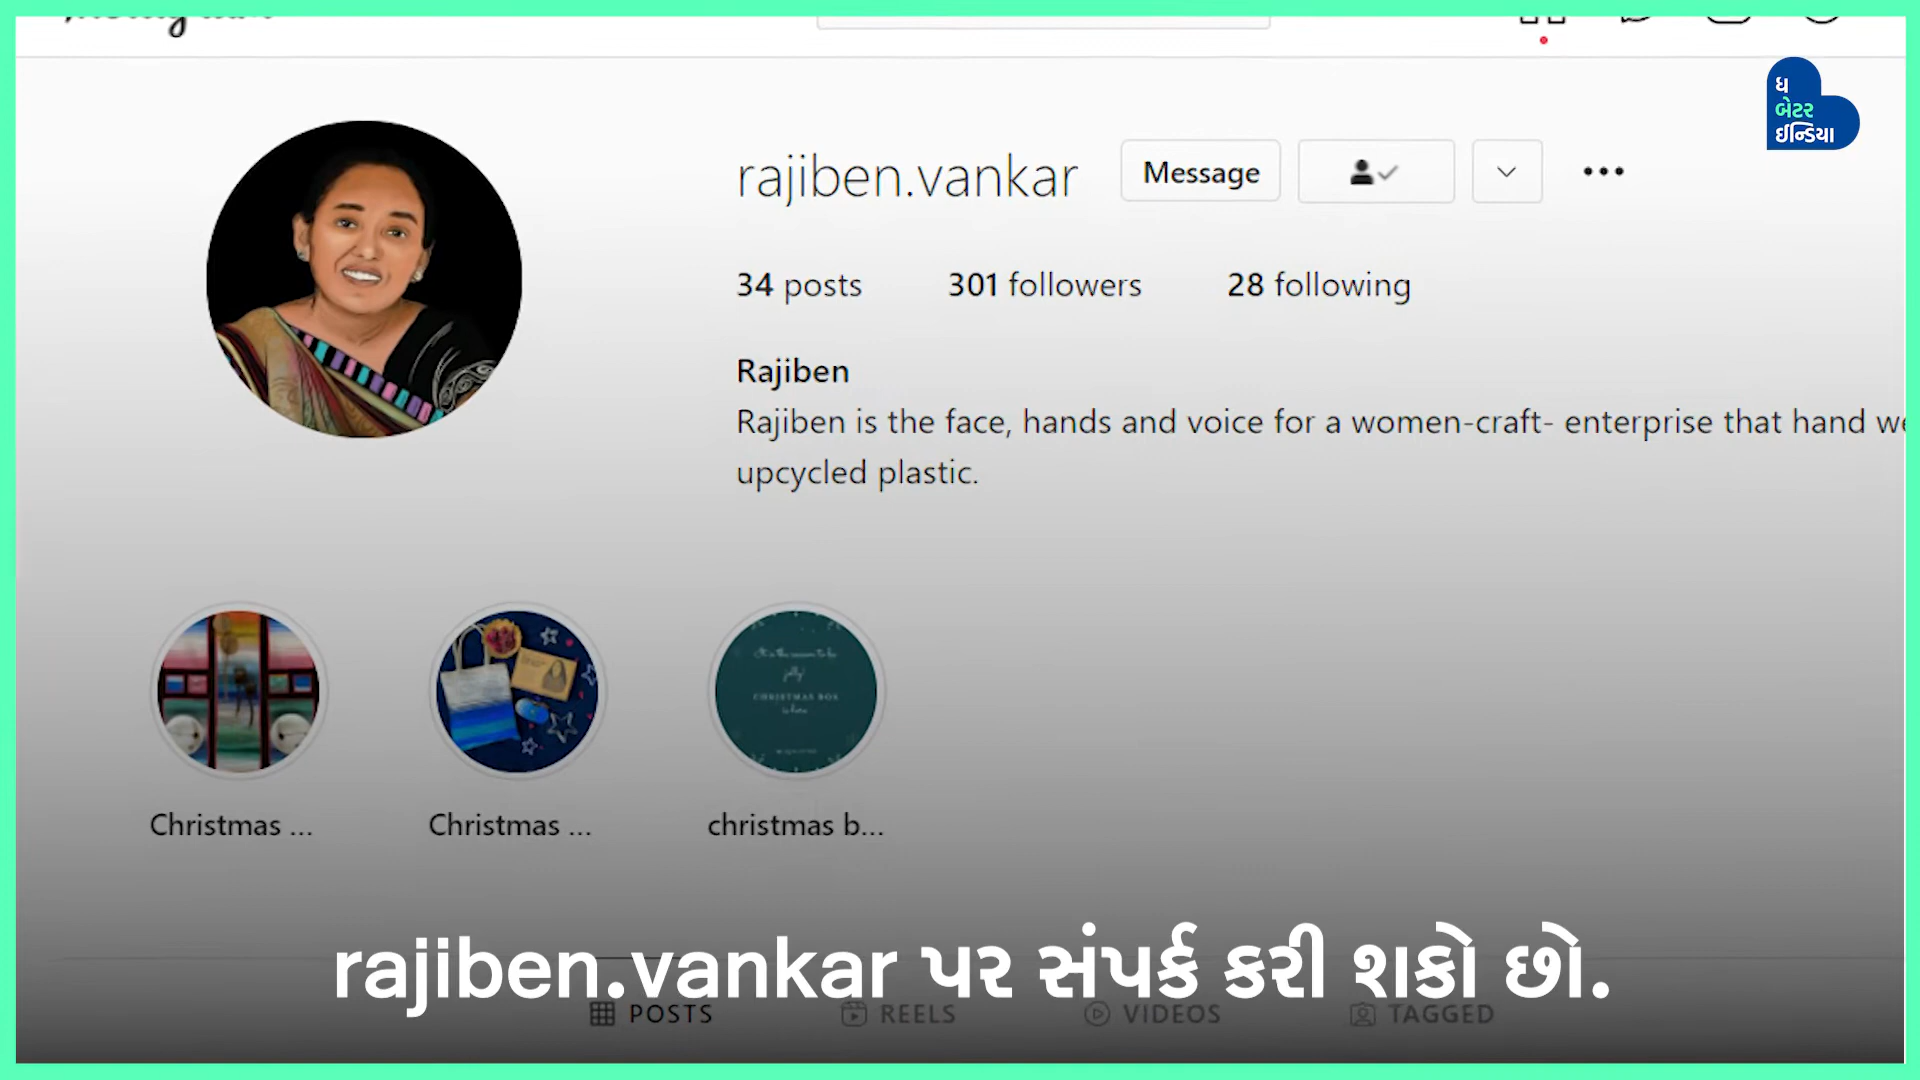 ધ
બેટર
ઈન્ડિયા
rajiben.vankar Message
34 posts 301 followers 28 following
Rajiben
Rajiben is the face, hands and voice for a women-craft- enterprise that hand
upcycled plastic.
Christmas ... Christmas ... christmas b...
rajiben.vankar પર સંપર્ક કરી શકો છો.
POSTS REELS VIDEOS TAGGED